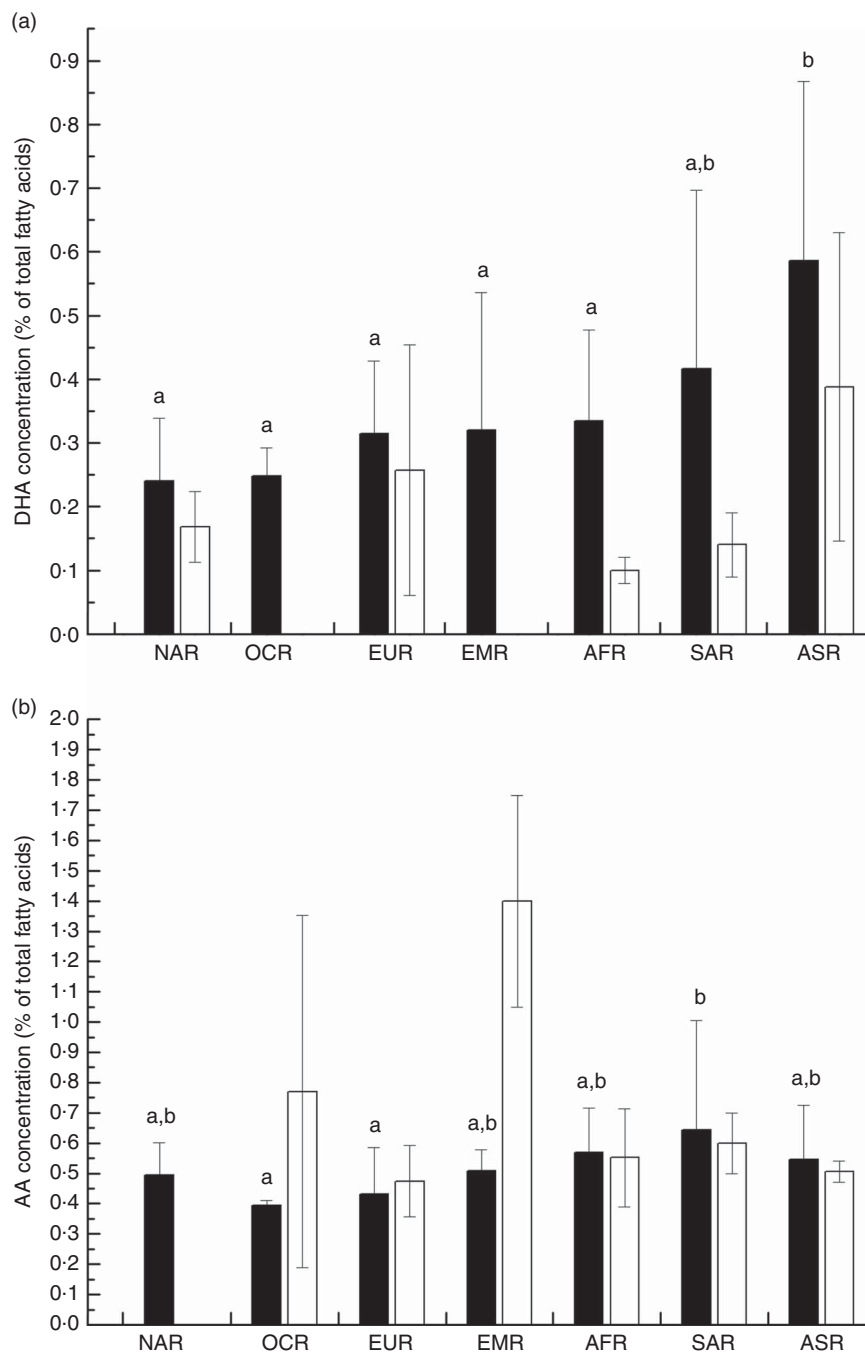 (a)
DHA concentration (% of total fatty acids)
0·9
0·8
0·7
0·6
0·5
0·4
0·3
0·2
0·1
0·0
a
a
a
a
a
a,b
b
NAR OCR EUR EMR AFR SAR ASR
(b)
AA concentration (% of total fatty acids)
2·0
1·9
1·8
1·7
1·6
1·5
1·4
1·3
1·2
1·1
1·0
0·9
0·8
0·7
0·6
0·5
0·4
0·3
0·2
0·1
0·0
a,b
a
a
a,b
a,b
b
a,b
NAR OCR EUR EMR AFR SAR ASR